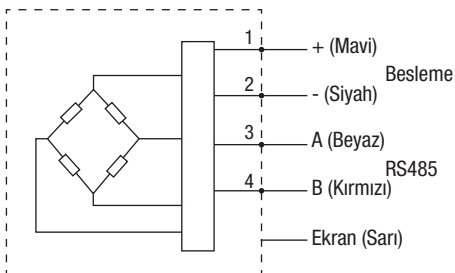 1
+ (Mavi)
Besleme
2
- (Siyah)
3
A (Beyaz)
RS485
4
B (Kırmızı)
Ekran (Sarı)